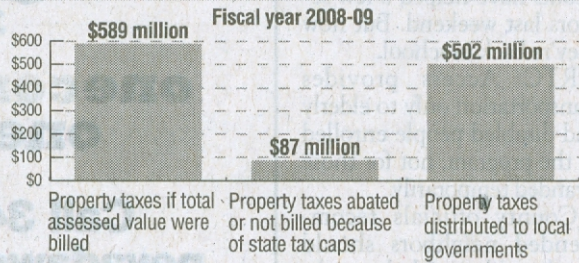 Fiscal year 2008-09
$589 million
$600
$502 million
$500
$400
$300
$200
$87 million
$100
$0
Property taxes if total
assessed value were
billed
Property taxes abated
or not billed because
of state tax caps
Property taxes
distributed to local
governments